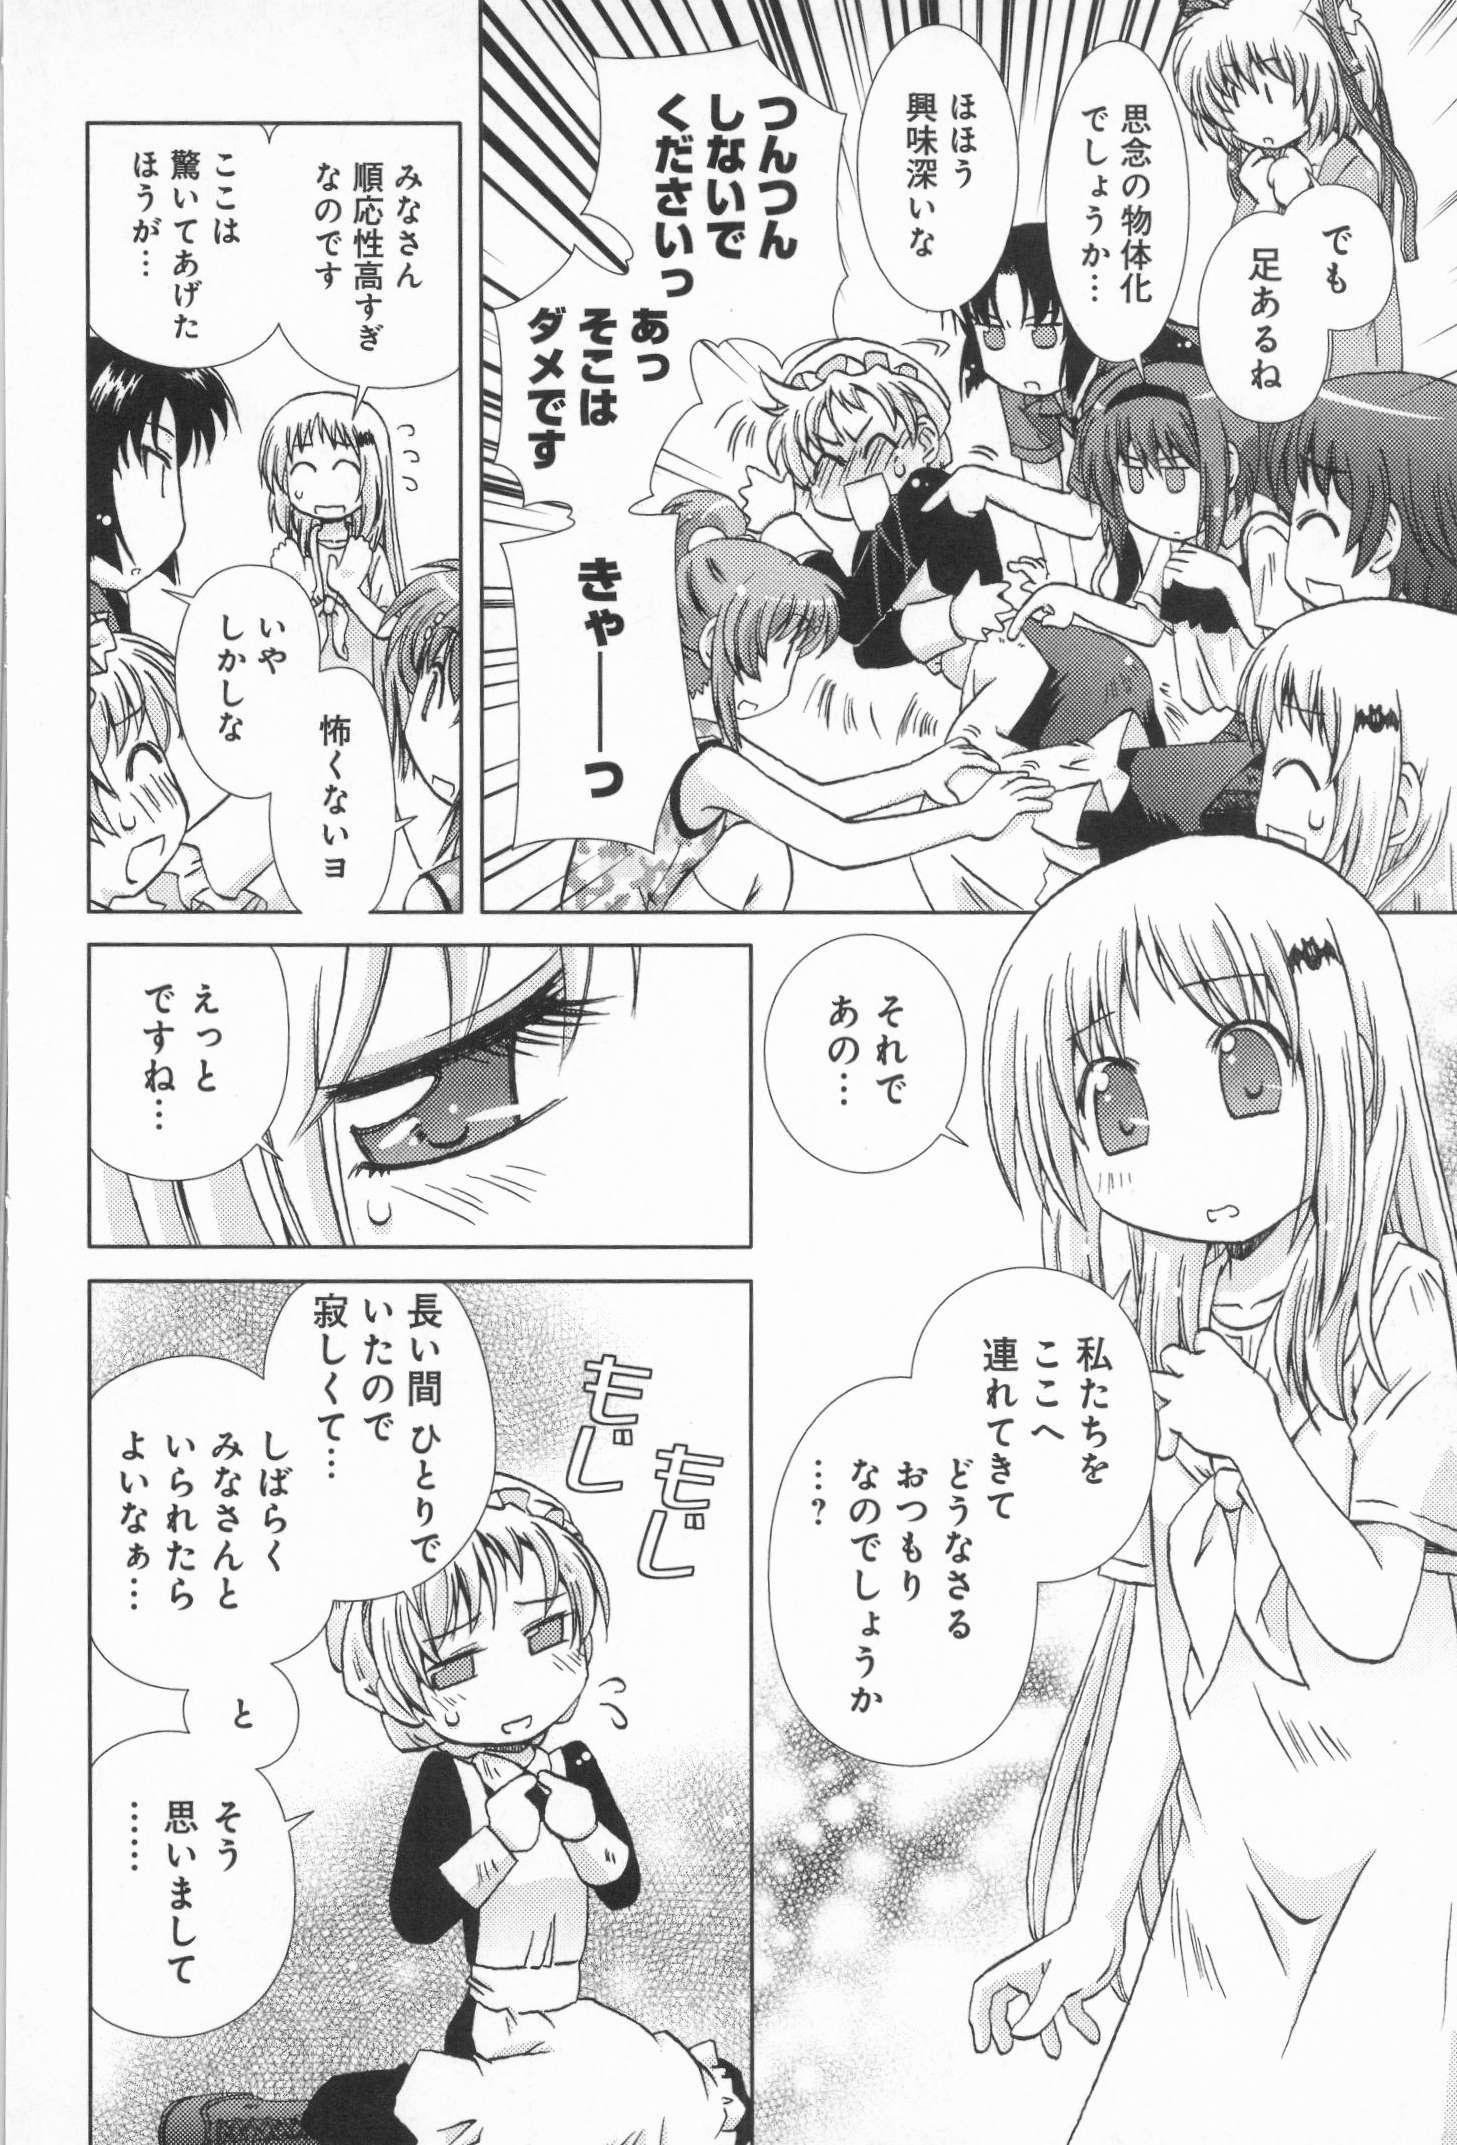 でも
足あるね
思念の物体化
でしょうか…
ほほう
興味深いな
つんつん
しないで
くださいっ
あっ
そこは
ダメです
きゃ――っ
みなさん
順応性高すぎ
なのです
ここは
驚いてあげた
ほうが…
いや
しかしな
怖くないヨ
それで
あの…
私たちを
ここへ
連れてきて
どうなさる
おつもり
なのでしょうか
…?
えっと
ですね…
もじ
もじ
長い間 ひとりで
いたので
寂しくて…
しばらく
みなさんと
いられたら
よいなぁ…
と
そう
思いまして
……